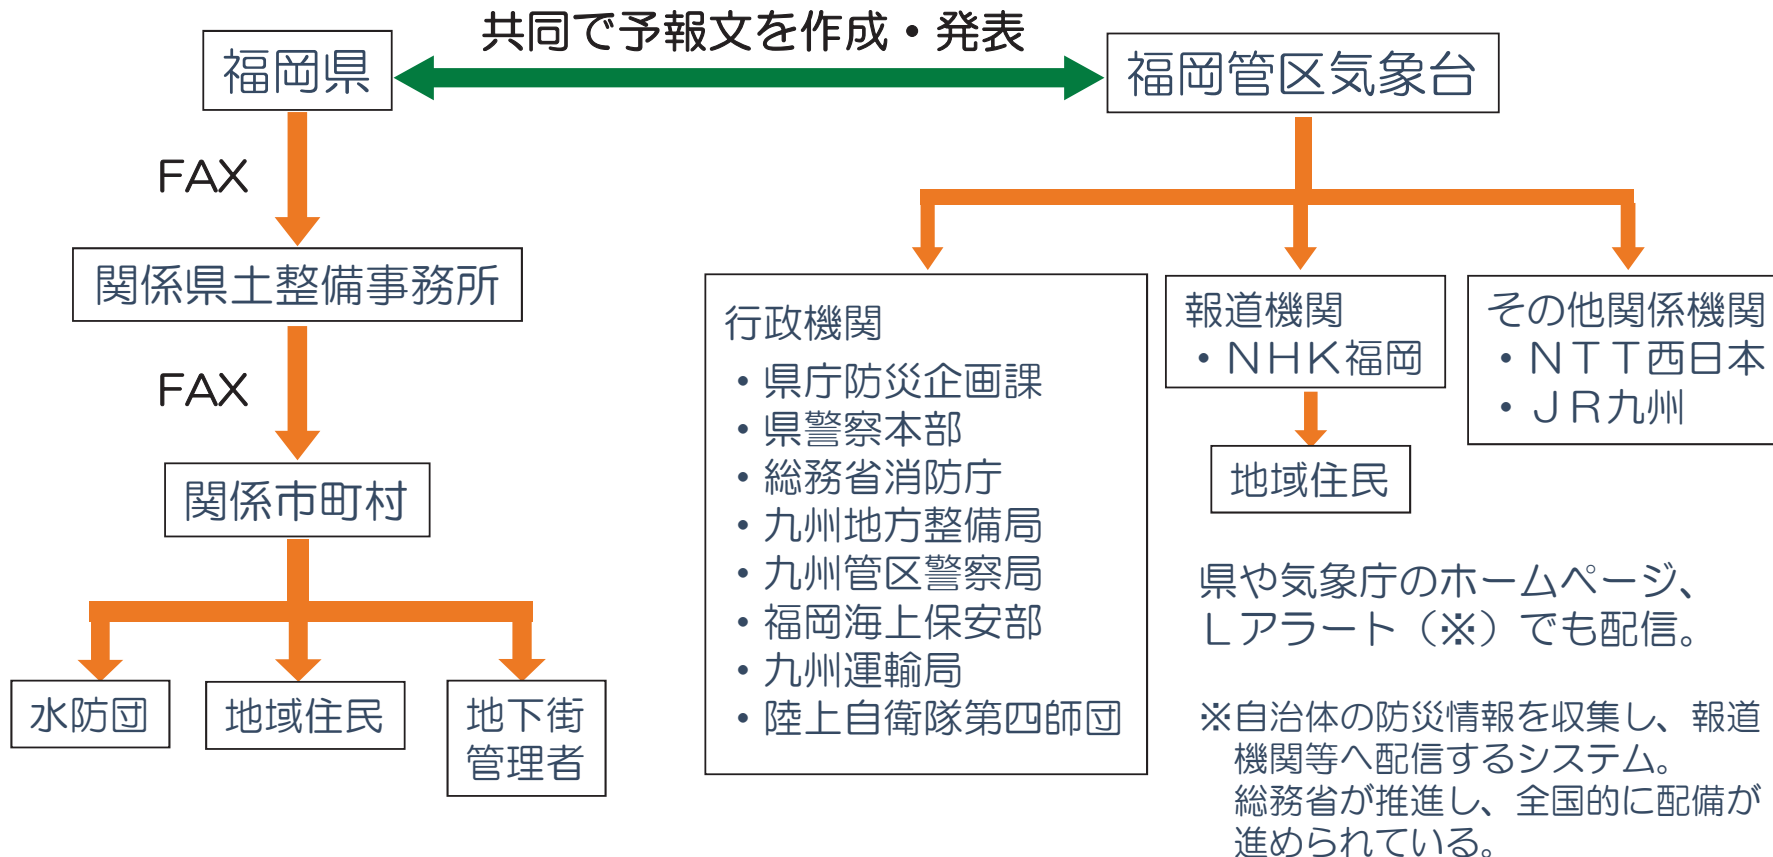 共同で予報文を作成・発表
福岡県
福岡管区気象台
FAX
関係県土整備事務所
FAX
関係市町村
水防団
地域住民
地下街
管理者
行政機関
・県庁防災企画課
・県警察本部
・総務省消防庁
・九州地方整備局
・九州管区警察局
・福岡海上保安部
・九州運輸局
・陸上自衛隊第四師団
報道機関
・ＮＨＫ福岡
地域住民
その他関係機関
・ＮＴＴ西日本
・ＪＲ九州
県や気象庁のホームページ、
Ｌアラート（※）でも配信。
※自治体の防災情報を収集し、報道
機関等へ配信するシステム。
総務省が推進し、全国的に配備が
進められている。